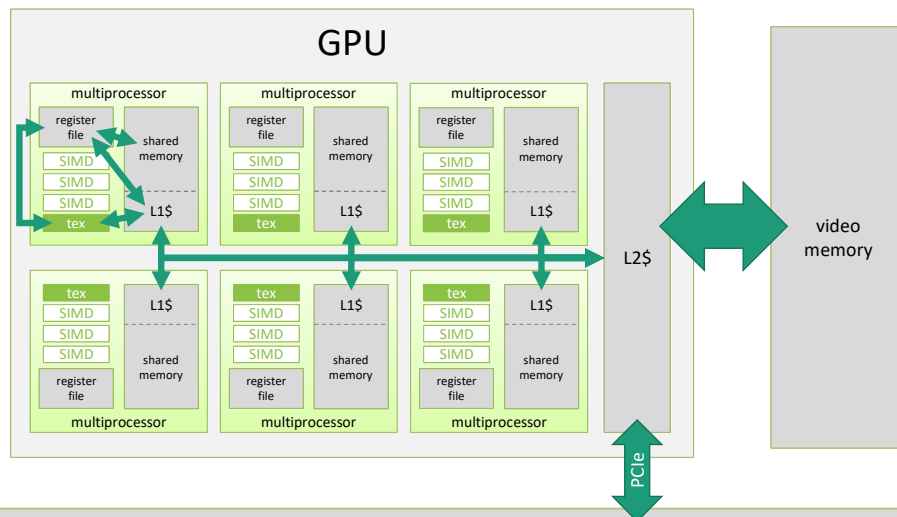 GPU
multiprocessor
register
file
SIMD
SIMD
SIMD
tex
shared
memory
L1$
multiprocessor
register
file
SIMD
SIMD
SIMD
tex
shared
memory
L1$
multiprocessor
register
file
SIMD
SIMD
SIMD
tex
shared
memory
L1$
tex
SIMD
SIMD
SIMD
register
file
L1$
shared
memory
multiprocessor
tex
SIMD
SIMD
SIMD
register
file
L1$
shared
memory
multiprocessor
tex
SIMD
SIMD
SIMD
register
file
L1$
shared
memory
multiprocessor
L2$
video
memory
PCIe